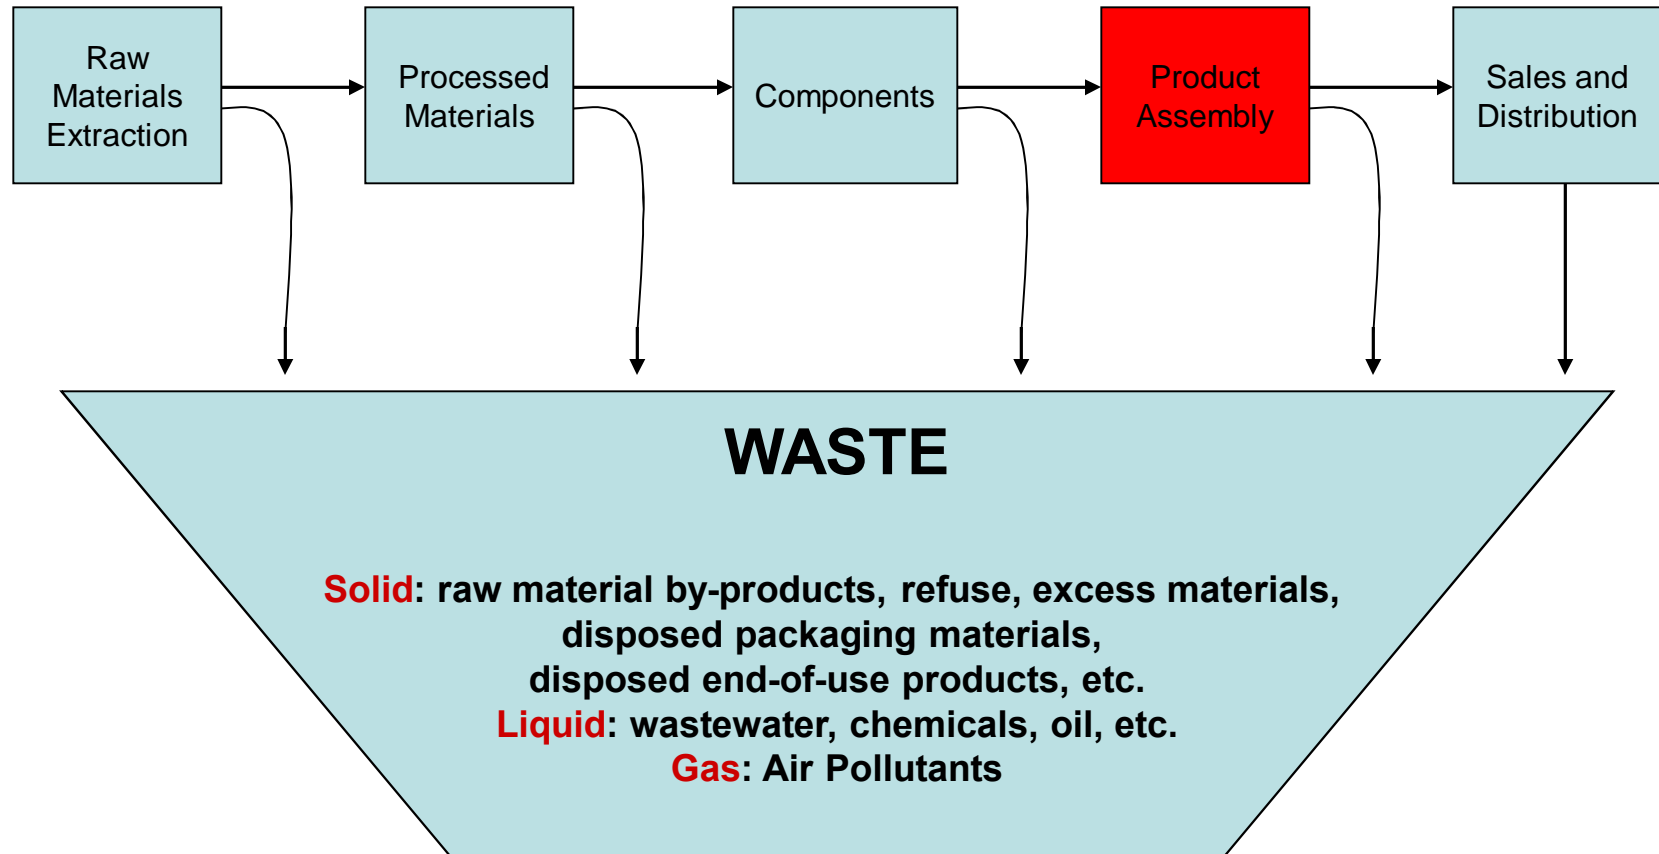 Raw
Materials
Extraction
Processed
Materials
Components
Product
Assembly
Sales and
Distribution
WASTE
Solid: raw material by-products, refuse, excess materials,
disposed packaging materials,
disposed end-of-use products, etc.
Liquid: wastewater, chemicals, oil, etc.
Gas: Air Pollutants